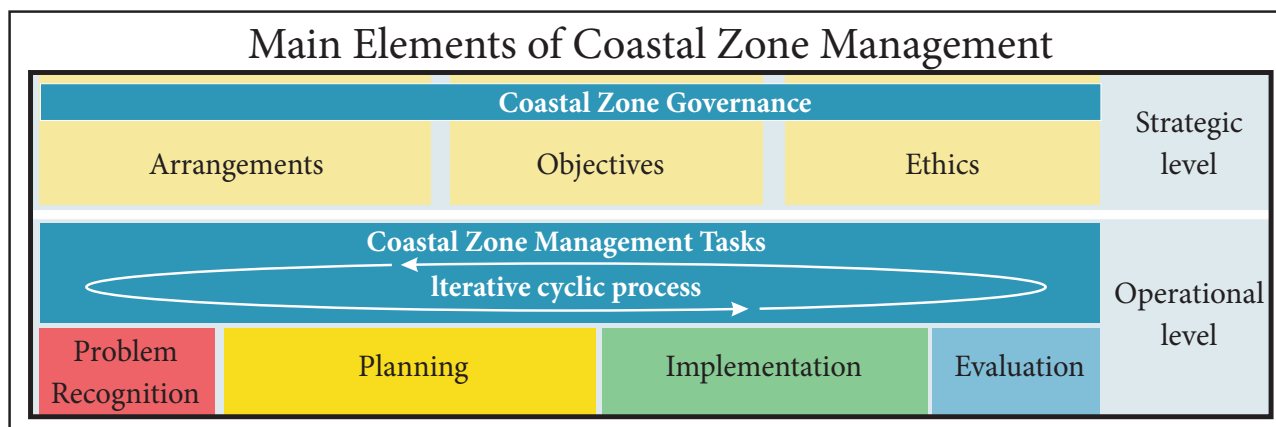 Main Elements of Coastal Zone Management
Coastal Zone Governance
Arrangements
Objectives
Ethics
Strategic
level
Coastal Zone Management Tasks
Iterative cyclic process
Operational
level
Problem
Recognition
Planning
Implementation
Evaluation